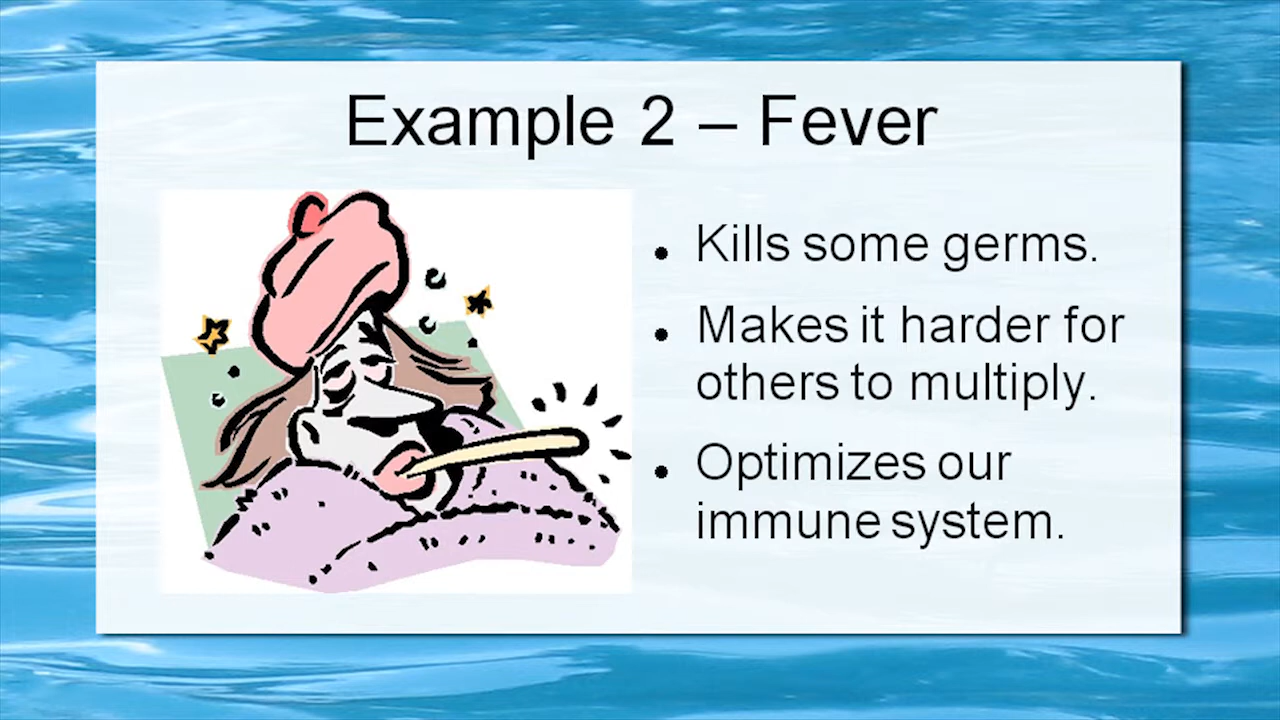 Example 2 – Fever
• Kills some germs.
• Makes it harder for
others to multiply.
• Optimizes our
immune system.